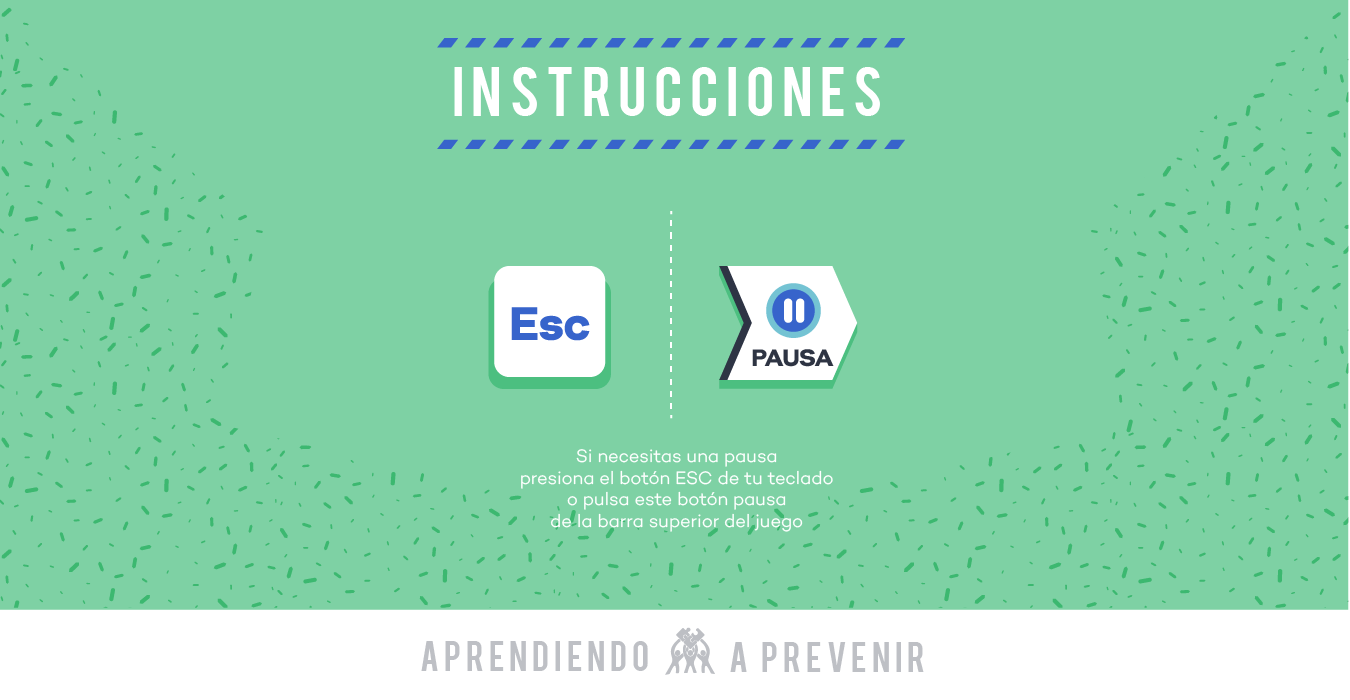 INSTRUCCIONES
Esc
PAUSA
Si necesitas una pausa
presiona el botón ESC de tu teclado
o pulsa este botón pausa
de la barra superior del juego
APRENDIENDO A PREVENIR